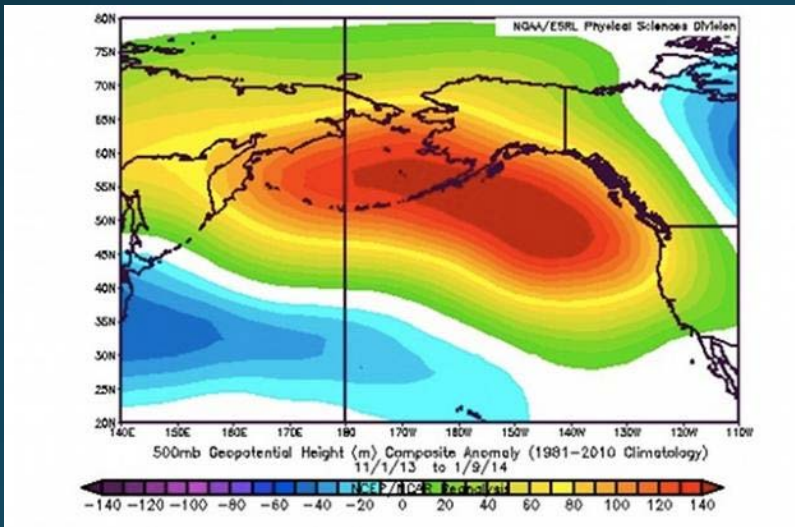 NOAA/ESRL Physical Sciences Division
80N
75N
70N
65N
60N
55N
50N
45N
40N
35N
30N
25N
20N
140E 150E 160E 170E 180 170W 160W 150W 140W 130W 120W 110W
500mb Geopotential Height (m) Composite Anomaly (1981-2010 Climatology)
11/1/13 to 1/9/14
NCEP/NCAR Reanalysis
-140 -120 -100 -80 -60 -40 -20 0 20 40 60 80 100 120 140